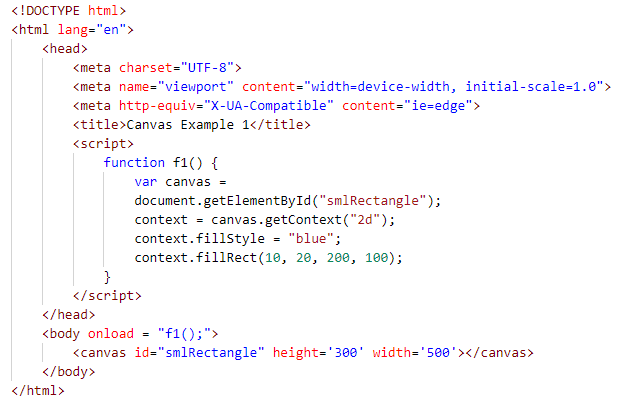 <!DOCTYPE html>
<html lang="en">
<head>
<meta charset="UTF-8">
<meta name="viewport" content="width=device-width, initial-scale=1.0">
<meta http-equiv="X-UA-Compatible" content="ie=edge">
<title>Canvas Example 1</title>
<script>
function f1() {
var canvas =
document.getElementById("smlRectangle");
context = canvas.getContext("2d");
context.fillStyle = "blue";
context.fillRect(10, 20, 200, 100);
}
</script>
</head>
<body onload = "f1();">
<canvas id="smlRectangle" height='300' width='500'></canvas>
</body>
</html>